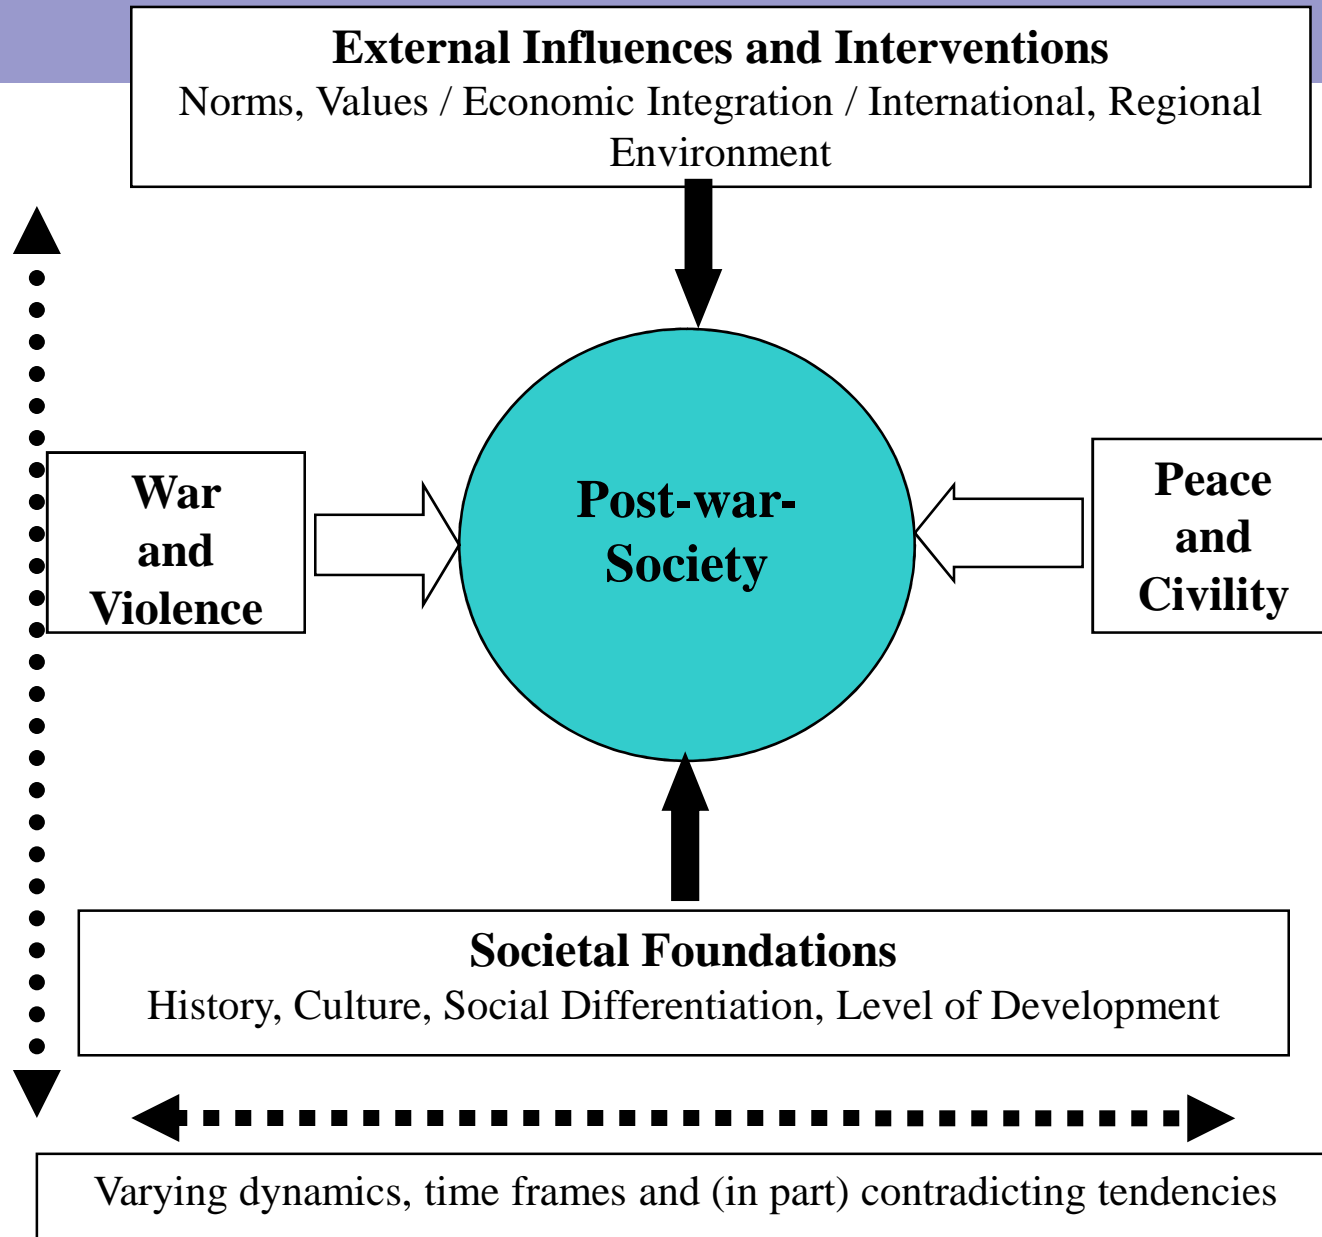 External Influences and Interventions
Norms, Values / Economic Integration / International, Regional
Environment
War
and
Violence
Post-war-
Society
Peace
and
Civility
Societal Foundations
History, Culture, Social Differentiation, Level of Development
Varying dynamics, time frames and (in part) contradicting tendencies